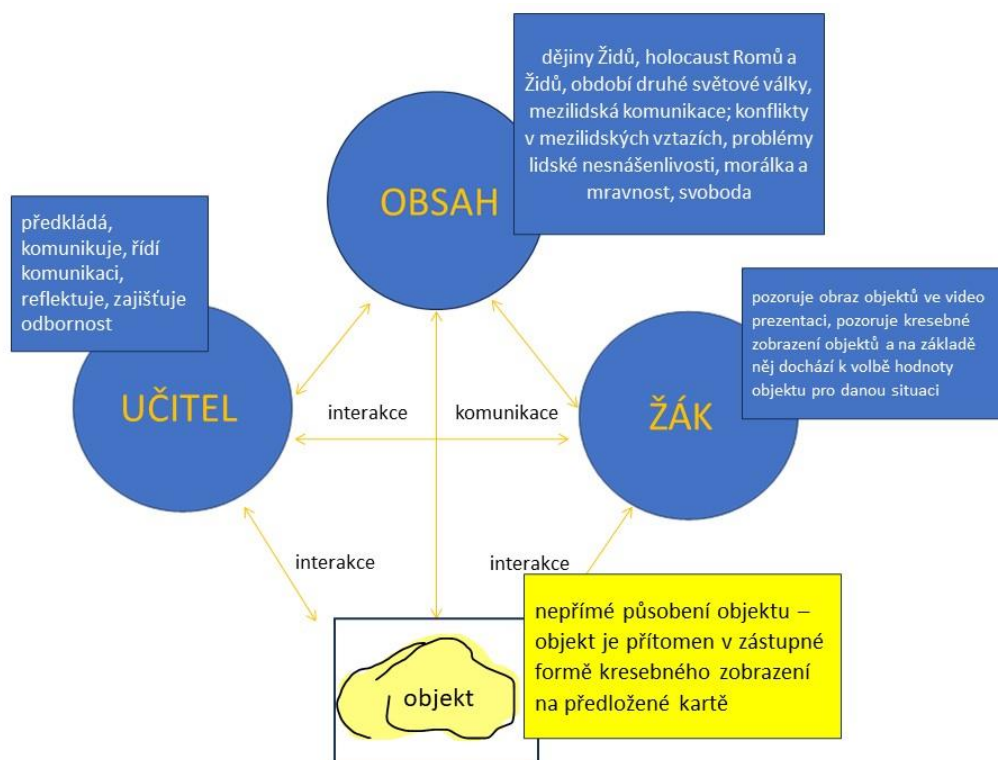 dějiny Židů, holocaust Romů a
Židů, období druhé světové války,
mezilidská komunikace; konflikty
v mezilidských vztazích, problémy
lidské nesnášenlivosti, morálka a
mravnost, svoboda
OBSAH
předkládá,
komunikuje, řídí
komunikaci,
reflektuje, zajišťuje
odbornost
UČITEL
pozoruje obraz objektů ve video
prezentaci, pozoruje kresebné
zobrazení objektů a na základě
něj dochází k volbě hodnoty
objektu pro danou situaci
ŽÁK
interakce
komunikace
interakce
interakce
nepřímé působení objektu –
objekt je přítomen v zástupné
formě kresebného zobrazení
na předložené kartě
objekt